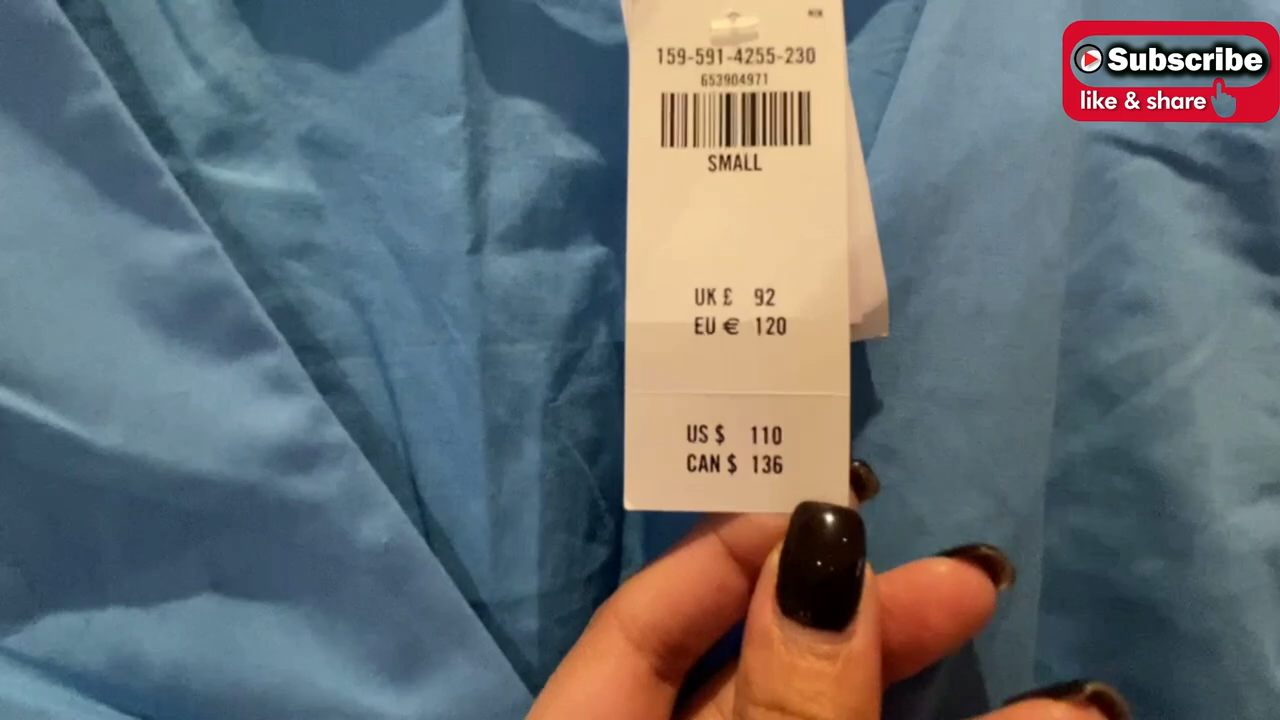 159-591-4255-230
653904971
SMALL
UK £ 92
EU € 120
US $ 110
CAN $ 136
Subscribe
like & share